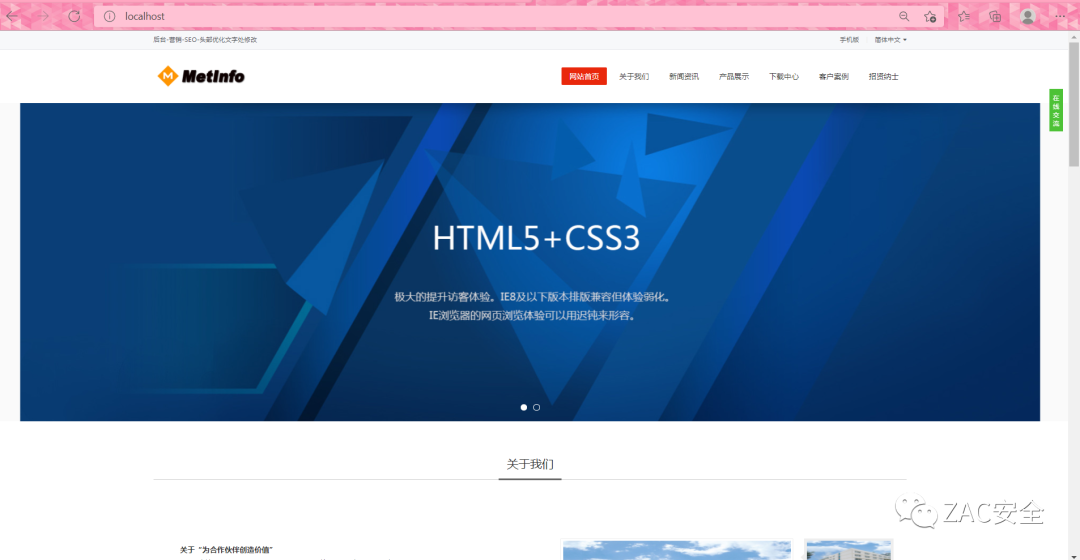 localhost
后台-营销-SEO-头部优化文字处修改
手机版 简体中文
MetInfo
网站首页 关于我们 新闻资讯 产品展示 下载中心 客户案例 招贤纳士
在线交流
HTML5+CSS3
极大的提升访客体验。IE8及以下版本排版兼容但体验弱化。
IE浏览器的网页浏览体验可以用迟钝来形容。
关于我们
ZAC安全
关于“为合作伙伴创造价值”